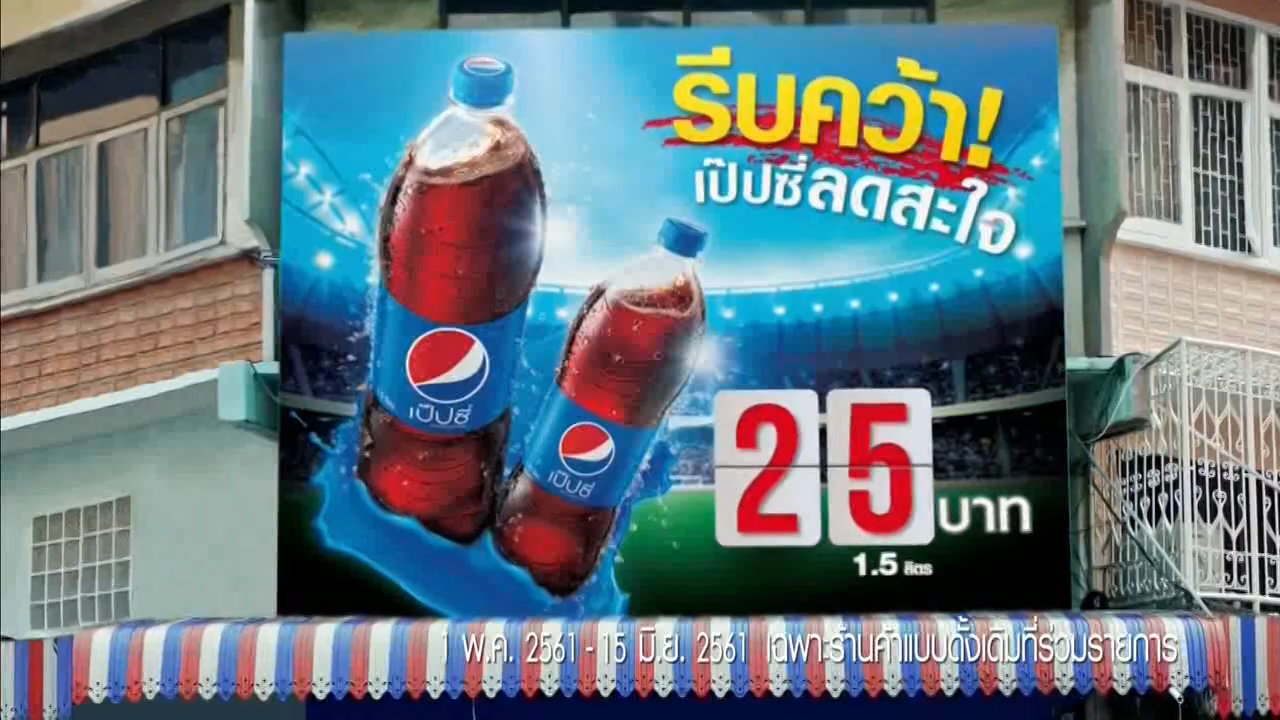 รีบคว้า!
เป๊ปซี่ลดสะใจ
เป๊ปซี่
เป๊ปซี่
25 บาท
1.5 ลิตร
1 พ.ค. 2561 - 15 มิ.ย. 2561 เฉพาะร้านค้าแบบดั้งเดิมที่ร่วมรายการ